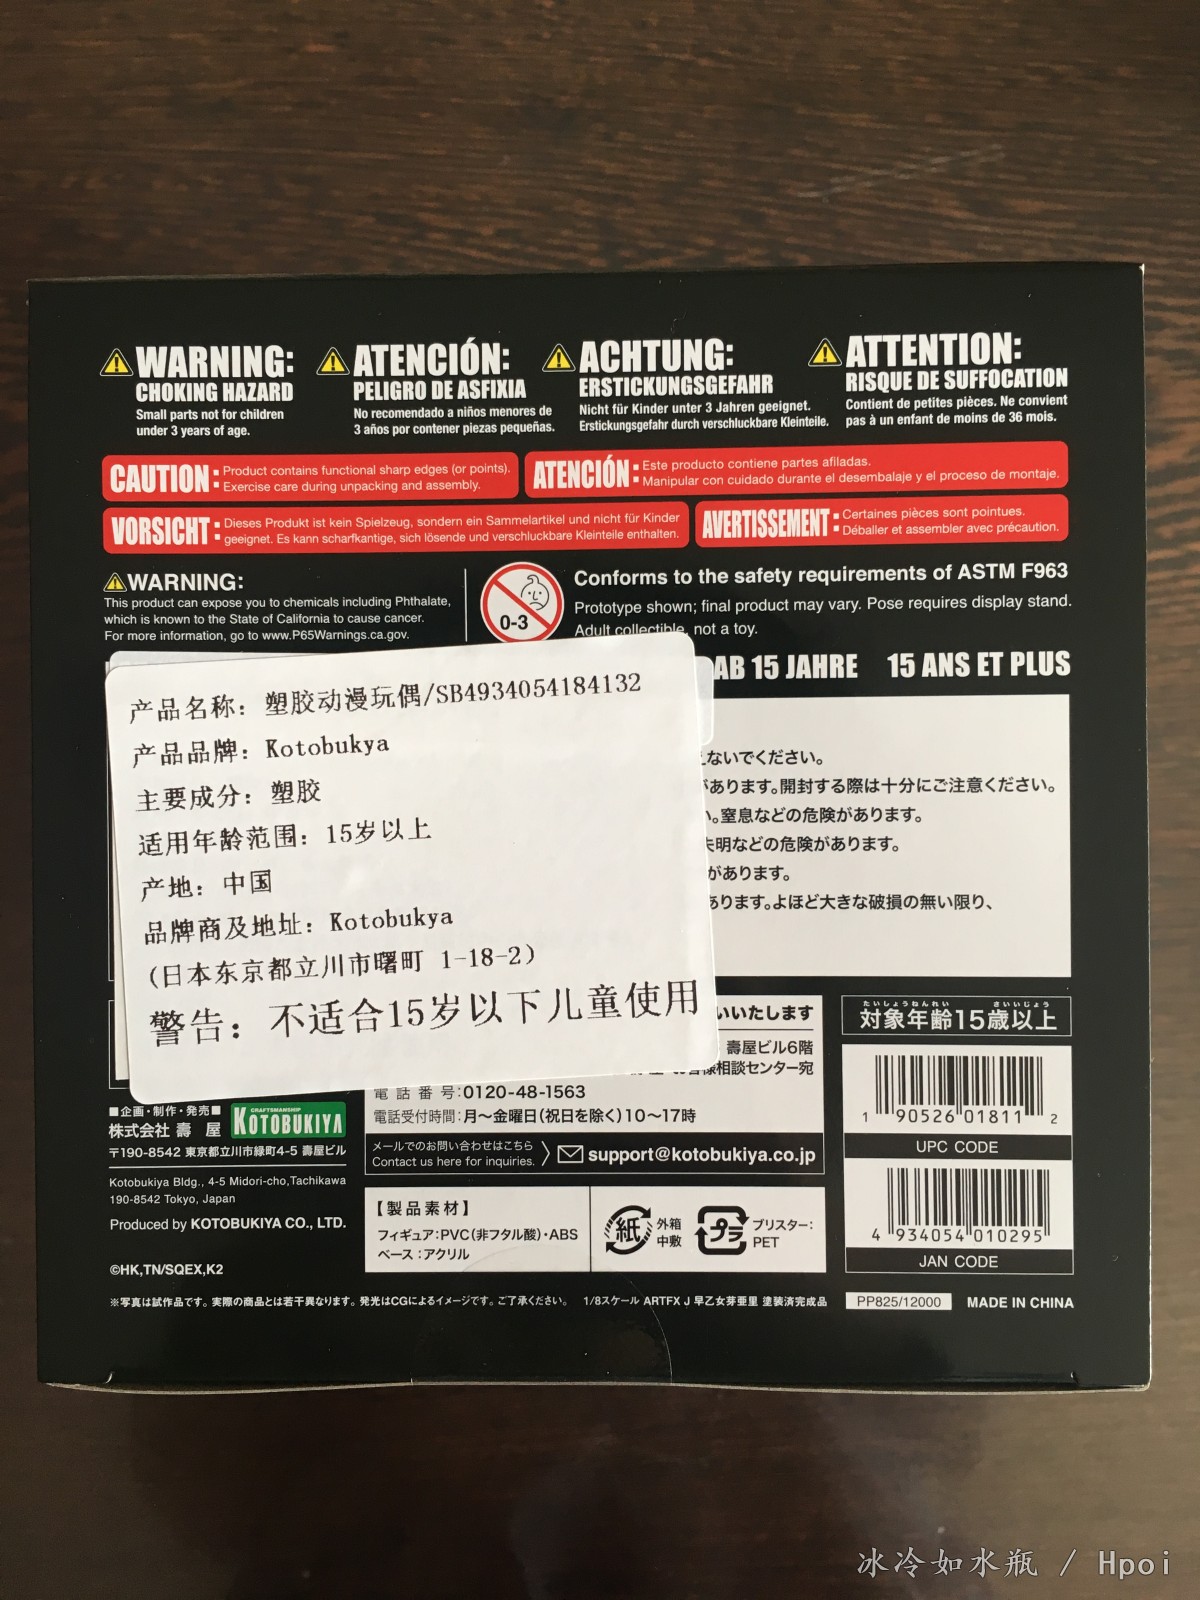 WARNING:
CHOKING HAZARD
Small parts not for children
under 3 years of age.
ATENCIÓN:
PELIGRO DE ASFIXIA
No recomendado a niños menores de
3 años por contener piezas pequeñas.
ACHTUNG:
ERSTICKUNGSGEFAHR
Nicht für Kinder unter 3 Jahren geeignet.
Erstickungsgefahr durch verschluckbare Kleinteile.
ATTENTION:
RISQUE DE SUFFOCATION
Contient de petites pièces. Ne convient
pas à un enfant de moins de 36 mois.
CAUTION: Product contains functional sharp edges (or points).
Exercise care during unpacking and assembly.
ATENCIÓN: Este producto contiene partes afiladas.
Manipular con cuidado durante el desembalaje y el proceso de montaje.
VORSICHT: Dieses Produkt ist kein Spielzeug, sondern ein Sammelartikel und nicht für Kinder
geeignet. Es kann scharfkantige, sich lösende und verschluckbare Kleinteile enthalten.
AVERTISSEMENT: Certaines pièces sont pointues.
Déballer et assembler avec précaution.
WARNING:
This product can expose you to chemicals including Phthalate,
which is known to the State of California to cause cancer.
For more information, go to www.P65Warnings.ca.gov.
0-3
Conforms to the safety requirements of ASTM F963
Prototype shown; final product may vary. Pose requires display stand.
Adult collectible, not a toy.
AB 15 JAHRE 15 ANS ET PLUS
产品名称：塑胶动漫玩偶/SB4934054184132
产品品牌：Kotobukya
主要成分：塑胶
适用年龄范围：15岁以上
产地：中国
品牌商及地址：Kotobukya
(日本东京都立川市曙町 1-18-2)
警告：不适合15岁以下儿童使用
ないでください。
があります。開封する際は十分にご注意ください。
。窒息などの危険があります。
明などの危険があります。
があります。
あります。よほど大きな破損の無い限り、
いいたします
壽屋ビル6階
相談センター宛
電話番号:0120-48-1563
電話受付時間:月～金曜日(祝日を除く)10～17時
メールでのお問い合わせはこちら
Contact us here for inquiries.
support@kotobukiya.co.jp
対象年齢15歳以上
たいしょうねんれい さいいじょう
1 90526 01811 2
UPC CODE
4 934054 010295
JAN CODE
■企画・制作・発売■
株式会社 壽屋
CRAFTSMANSHIP
KOTOBUKIYA
〒190-8542 東京都立川市緑町4-5 壽屋ビル
Kotobukiya Bldg., 4-5 Midori-cho,Tachikawa
190-8542 Tokyo, Japan
Produced by KOTOBUKIYA CO., LTD.
©HK,TN/SQEX,K2
【製品素材】
フィギュア:PVC(非フタル酸)・ABS
ベース:アクリル
紙
外箱
中敷
プラ
ブリスター:
PET
※写真は試作品です。実際の商品とは若干異なります。発光はCGによるイメージです。ご了承ください。
1/8スケール ARTFX J 早乙女芽亜里 塗装済完成品
PP825/12000
MADE IN CHINA
冰冷如水瓶 / Hpoi